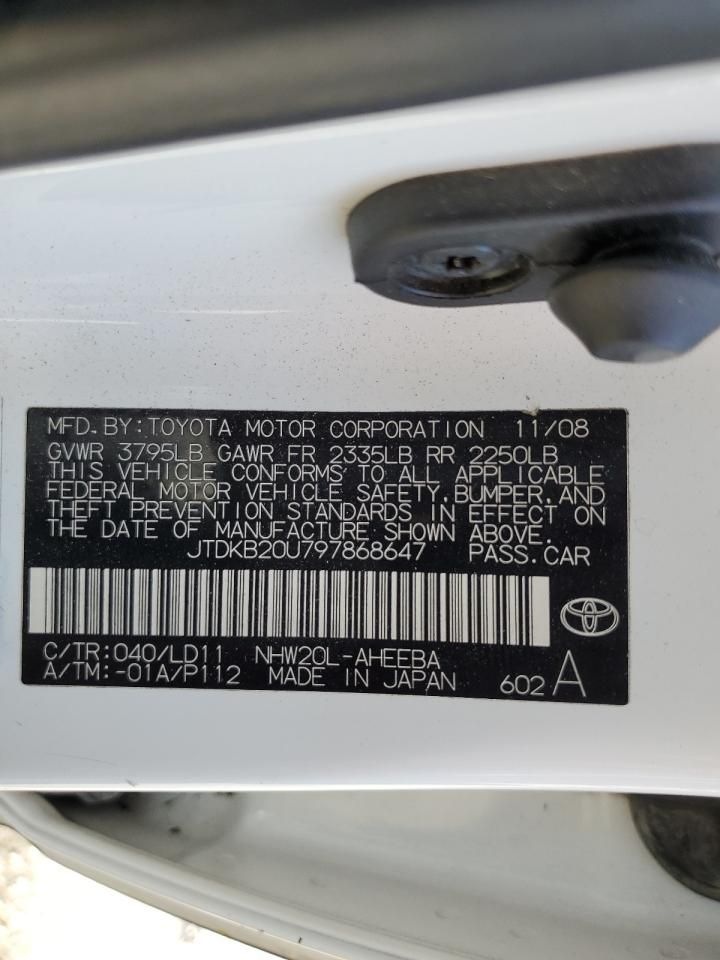 MFD. BY: TOYOTA MOTOR CORPORATION 11/08
GVWR 3795LB GAWR FR 2335LB RR 2250LB
THIS VEHICLE CONFORMS TO ALL APPLICABLE
FEDERAL MOTOR VEHICLE SAFETY, BUMPER, AND
THEFT PREVENTION STANDARDS IN EFFECT ON
THE DATE OF MANUFACTURE SHOWN ABOVE.
JTDKB20U797868647 PASS. CAR
C/TR: 040/LD11 NHW20L-AHEEBA
A/TM: -01A/P112 MADE IN JAPAN 602 A